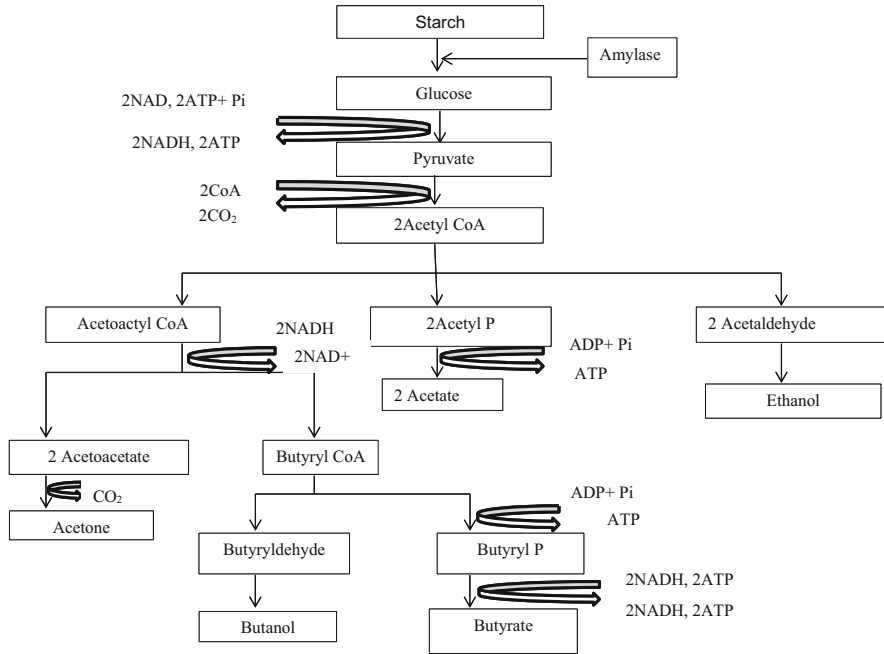 Starch
Amylase
Glucose
2NAD, 2ATP+ Pi
2NADH, 2ATP
Pyruvate
2CoA
2CO₂
2Acetyl CoA
Acetoactyl CoA
2Acetyl P
2 Acetaldehyde
2NADH
2NAD+
ADP+ Pi
ATP
2 Acetate
Ethanol
2 Acetoacetate
Butyryl CoA
CO₂
Acetone
ADP+ Pi
ATP
Butyryldehyde
Butyryl P
2NADH, 2ATP
2NADH, 2ATP
Butanol
Butyrate